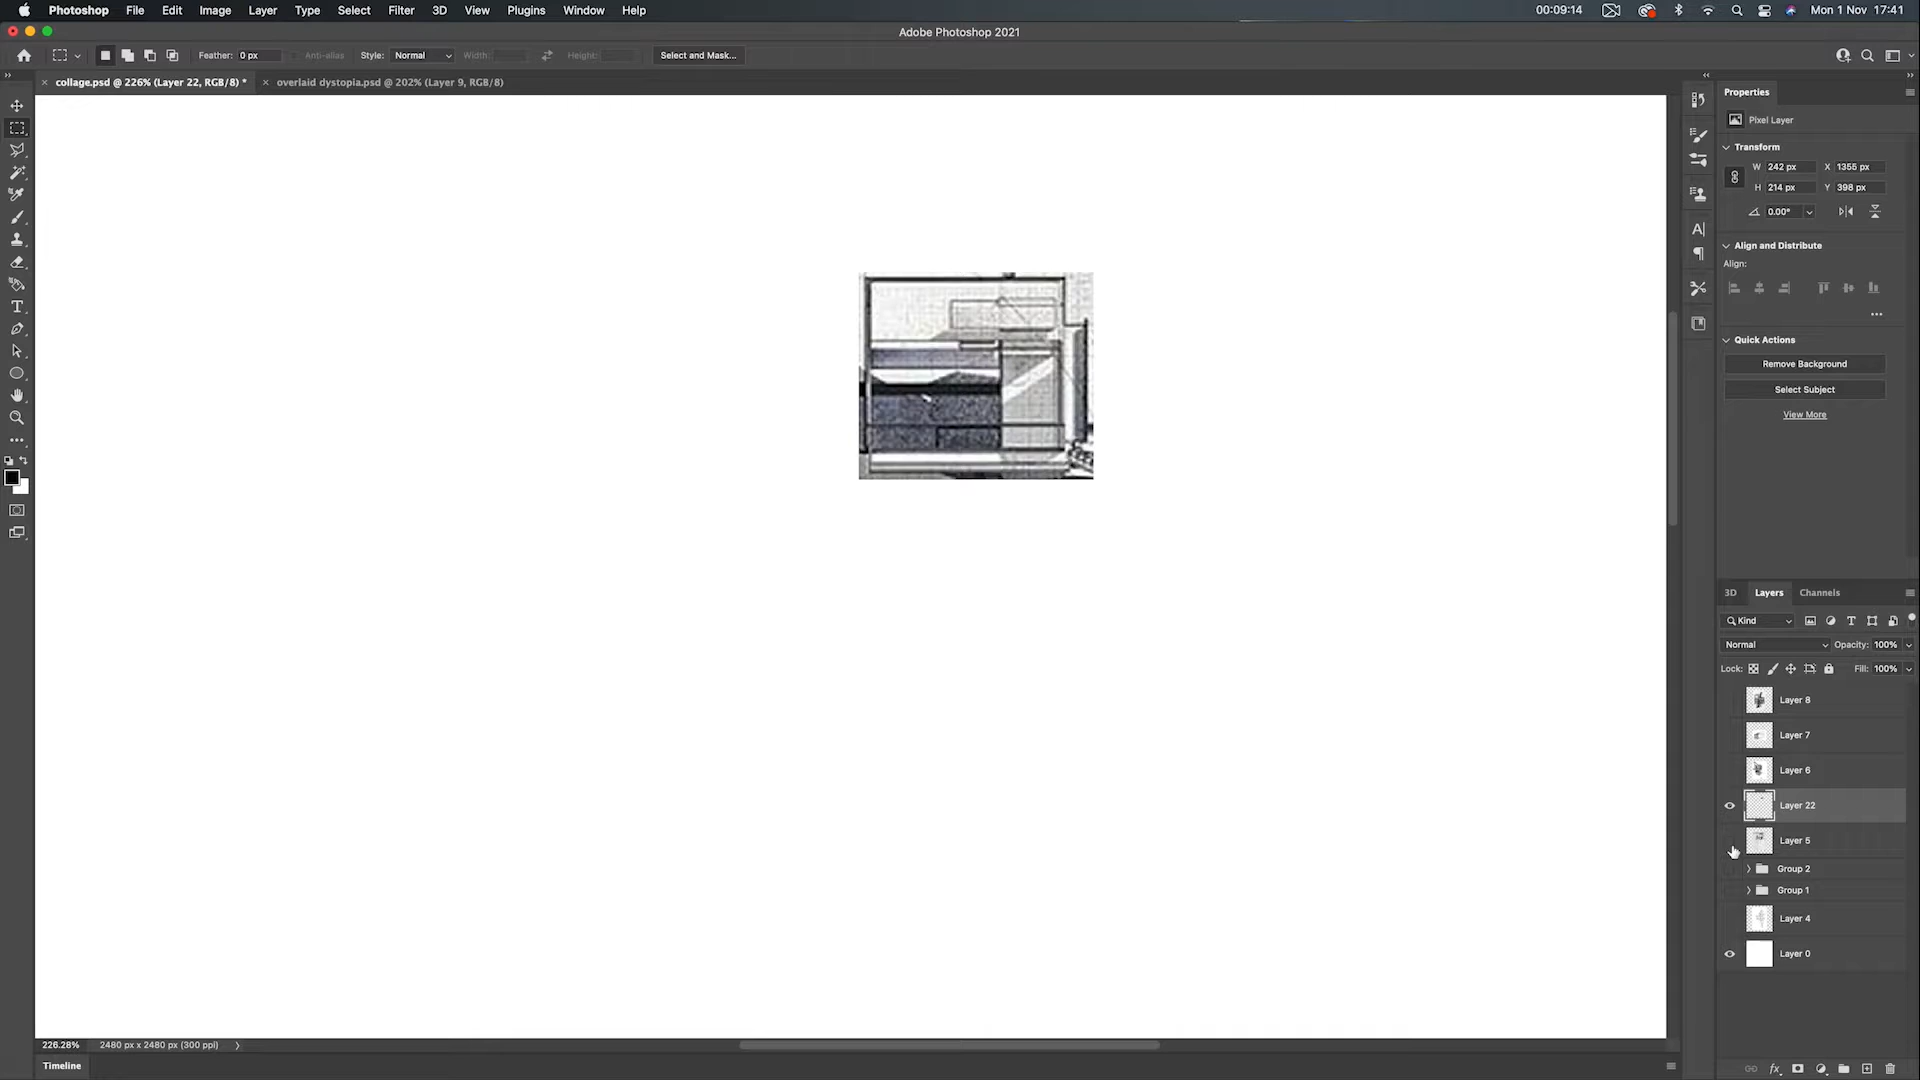 Photoshop File Edit Image Layer Type Select Filter 3D View Plugins Window Help 00:09:14 Mon 1 Nov 17:41
Adobe Photoshop 2021
Feather: 0 px Anti-alias Style: Normal Width: Height: Select and Mask...
collage.psd @ 226% (Layer 22, RGB/8) * overlaid dystopia.psd @ 202% (Layer 9, RGB/8)
Properties
Pixel Layer
Transform
W 242 px X 1355 px
H 214 px Y 398 px
0.00°
Align and Distribute
Align:
Quick Actions
Remove Background
Select Subject
View More
3D Layers Channels
Kind
Normal Opacity: 100%
Lock: Fill: 100%
Layer 8
Layer 7
Layer 6
Layer 22
Layer 5
Group 2
Group 1
Layer 4
Layer 0
226.28% 2480 px x 2480 px (300 ppi)
Timeline